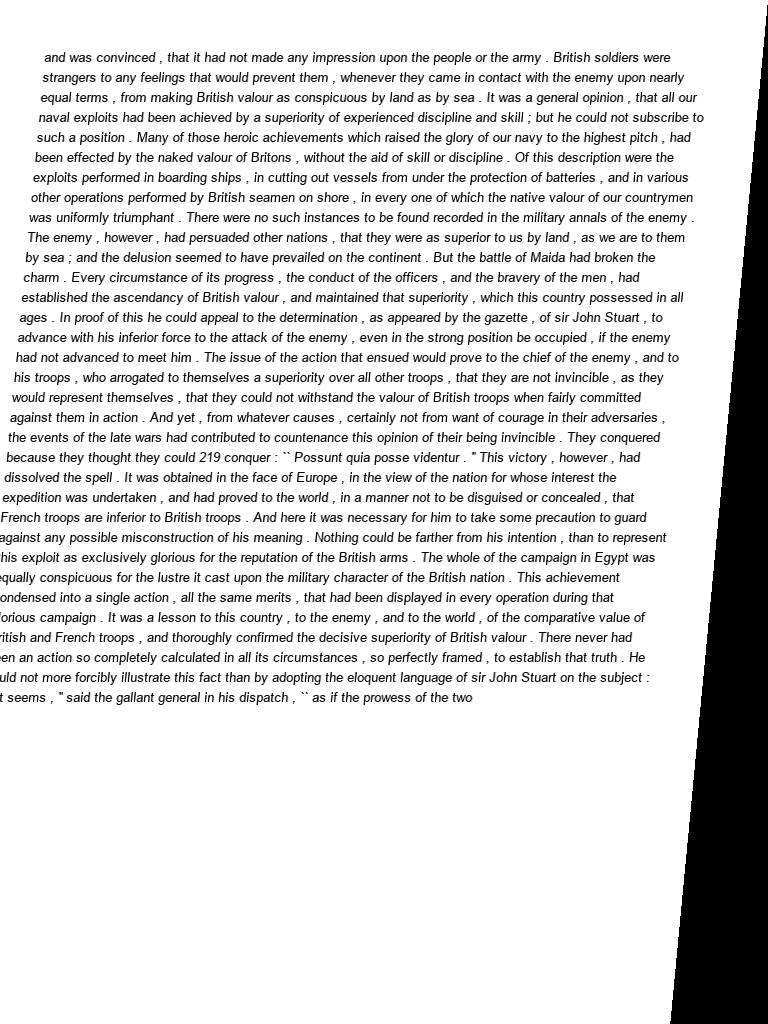 and was convinced , that it had not made any impression upon the people or the army . British soldiers were
strangers to any feelings that would prevent them , whenever they came in contact with the enemy upon nearly
equal terms , from making British valour as conspicuous by land as by sea . It was a general opinion , that all our
naval exploits had been achieved by a superiority of experienced discipline and skill ; but he could not subscribe to
such a position . Many of those heroic achievements which raised the glory of our navy to the highest pitch , had
been effected by the naked valour of Britons , without the aid of skill or discipline . Of this description were the
exploits performed in boarding ships , in cutting out vessels from under the protection of batteries , and in various
other operations performed by British seamen on shore , in every one of which the native valour of our countrymen
was uniformly triumphant . There were no such instances to be found recorded in the military annals of the enemy .
The enemy , however , had persuaded other nations , that they were as superior to us by land , as we are to them
by sea ; and the delusion seemed to have prevailed on the continent . But the battle of Maida had broken the
charm . Every circumstance of its progress , the conduct of the officers , and the bravery of the men , had
established the ascendancy of British valour , and maintained that superiority , which this country possessed in all
ages . In proof of this he could appeal to the determination , as appeared by the gazette , of sir John Stuart , to
advance with his inferior force to the attack of the enemy , even in the strong position be occupied , if the enemy
had not advanced to meet him . The issue of the action that ensued would prove to the chief of the enemy , and to
his troops , who arrogated to themselves a superiority over all other troops , that they are not invincible , as they
would represent themselves , that they could not withstand the valour of British troops when fairly committed
against them in action . And yet , from whatever causes , certainly not from want of courage in their adversaries ,
the events of the late wars had contributed to countenance this opinion of their being invincible . They conquered
because they thought they could 219 conquer : `` Possunt quia posse videntur . " This victory , however , had
dissolved the spell . It was obtained in the face of Europe , in the view of the nation for whose interest the
expedition was undertaken , and had proved to the world , in a manner not to be disguised or concealed , that
French troops are inferior to British troops . And here it was necessary for him to take some precaution to guard
against any possible misconstruction of his meaning . Nothing could be farther from his intention , than to represent
this exploit as exclusively glorious for the reputation of the British arms . The whole of the campaign in Egypt was
equally conspicuous for the lustre it cast upon the military character of the British nation . This achievement
ondensed into a single action , all the same merits , that had been displayed in every operation during that
lorious campaign . It was a lesson to this country , to the enemy , and to the world , of the comparative value of
ritish and French troops , and thoroughly confirmed the decisive superiority of British valour . There never had
en an action so completely calculated in all its circumstances , so perfectly framed , to establish that truth . He
uld not more forcibly illustrate this fact than by adopting the eloquent language of sir John Stuart on the subject :
t seems , " said the gallant general in his dispatch , `` as if the prowess of the two